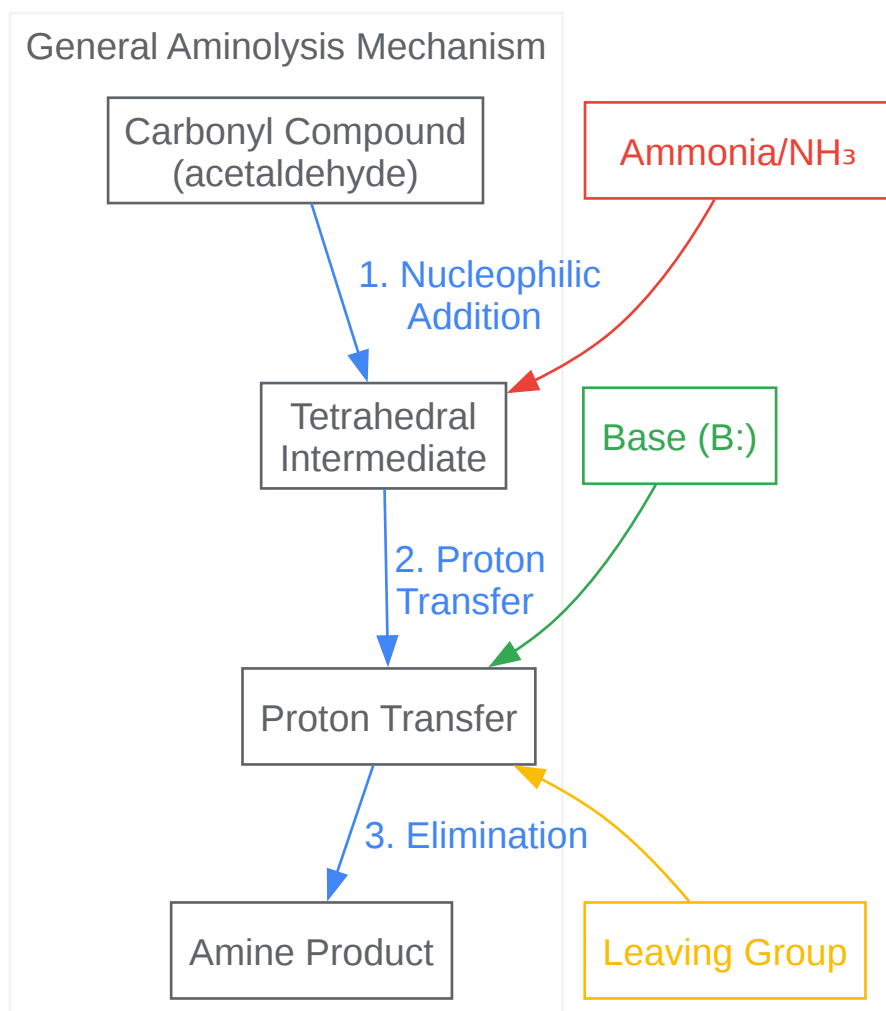 General Aminolysis Mechanism
Carbonyl Compound
(acetaldehyde)
Ammonia/NH₃
1. Nucleophilic
Addition
Tetrahedral
Intermediate
Base (B:)
2. Proton
Transfer
Proton Transfer
3. Elimination
Amine Product
Leaving Group